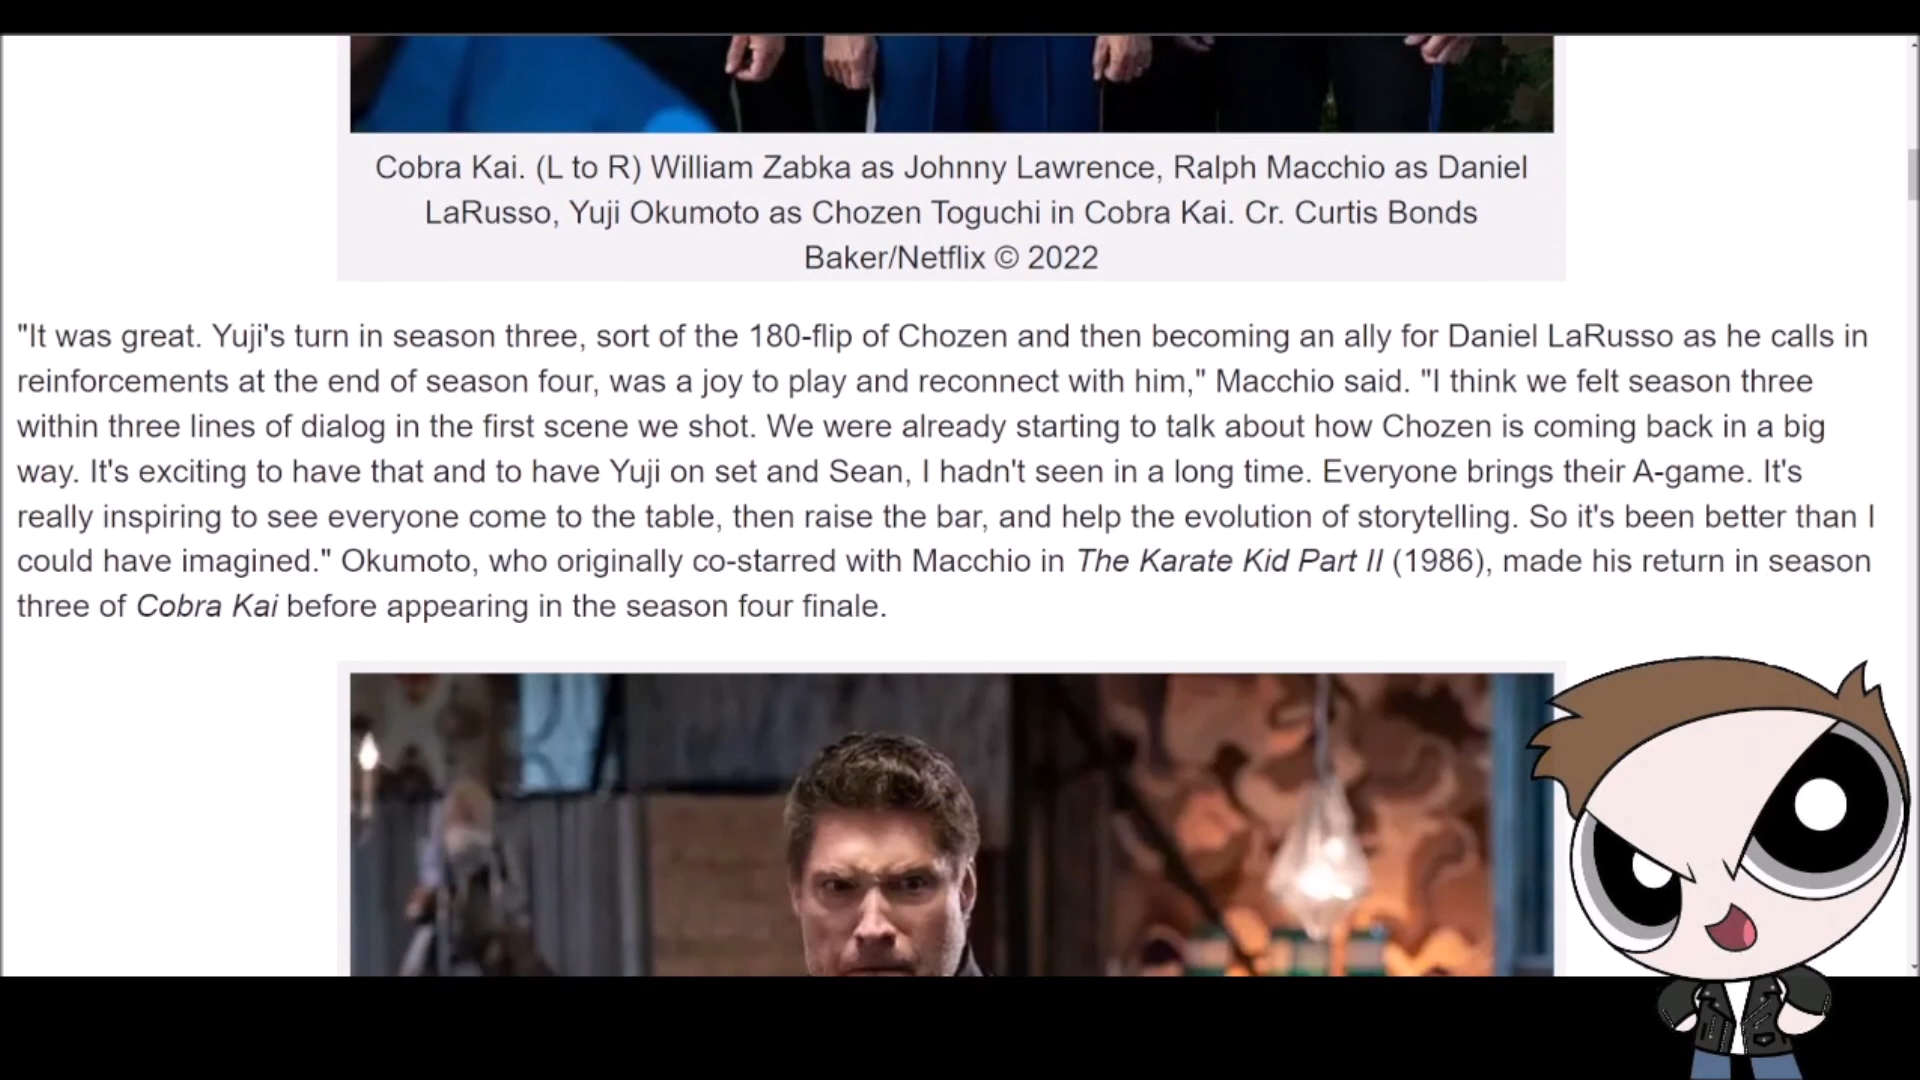 Cobra Kai. (L to R) William Zabka as Johnny Lawrence, Ralph Macchio as Daniel
LaRusso, Yuji Okumoto as Chozen Toguchi in Cobra Kai. Cr. Curtis Bonds
Baker/Netflix © 2022
"It was great. Yuji's turn in season three, sort of the 180-flip of Chozen and then becoming an ally for Daniel LaRusso as he calls in
reinforcements at the end of season four, was a joy to play and reconnect with him," Macchio said. "I think we felt season three
within three lines of dialog in the first scene we shot. We were already starting to talk about how Chozen is coming back in a big
way. It's exciting to have that and to have Yuji on set and Sean, I hadn't seen in a long time. Everyone brings their A-game. It's
really inspiring to see everyone come to the table, then raise the bar, and help the evolution of storytelling. So it's been better than I
could have imagined." Okumoto, who originally co-starred with Macchio in The Karate Kid Part II (1986), made his return in season
three of Cobra Kai before appearing in the season four finale.